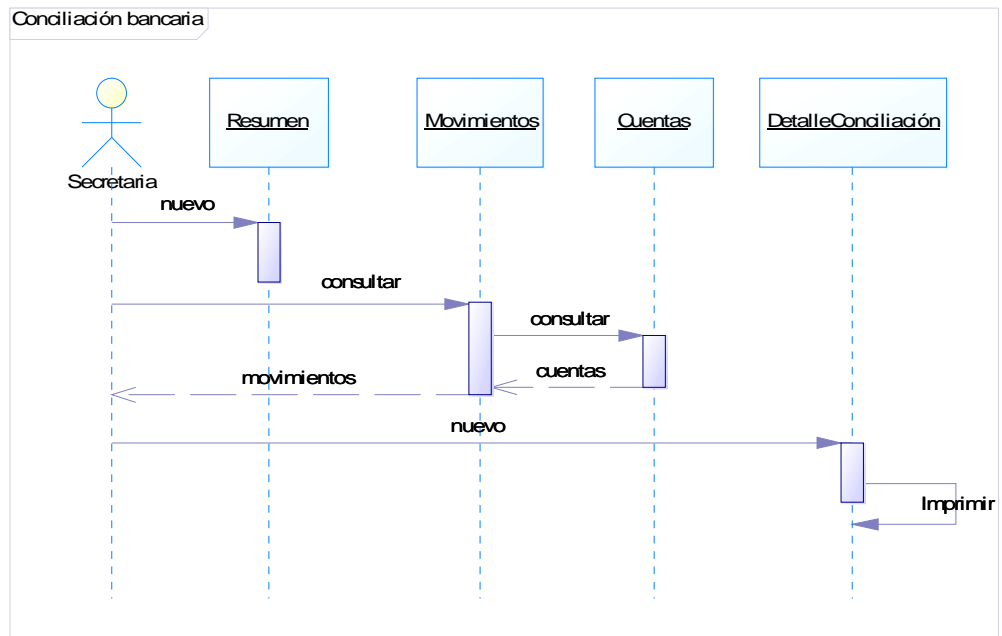 Conciliación bancaria
Resumen
Movimientos
Cuentas
DetalleConciliación
Secretaria
nuevo
consultar
consultar
cuentas
movimientos
nuevo
Imprimir